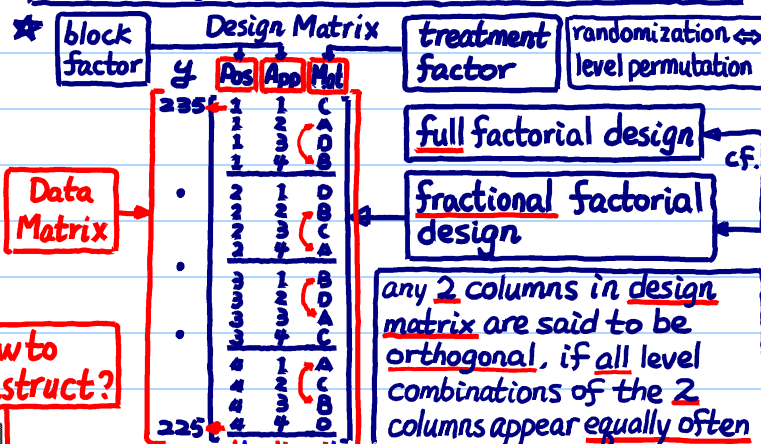 block factor
Design Matrix
treatment factor
randomization ⇔ level permutation
y Pos App Mat
235 1 1 C
1 2 A
1 3 D
1 4 B
2 1 D
2 2 B
2 3 C
2 4 A
3 1 B
3 2 D
3 3 A
3 4 C
4 1 A
4 2 C
4 3 B
225 4 4 D
Data Matrix
full factorial design
cf.
fractional factorial design
any 2 columns in design
matrix are said to be
orthogonal, if all level
combinations of the 2
columns appear equally often
w to
struct?